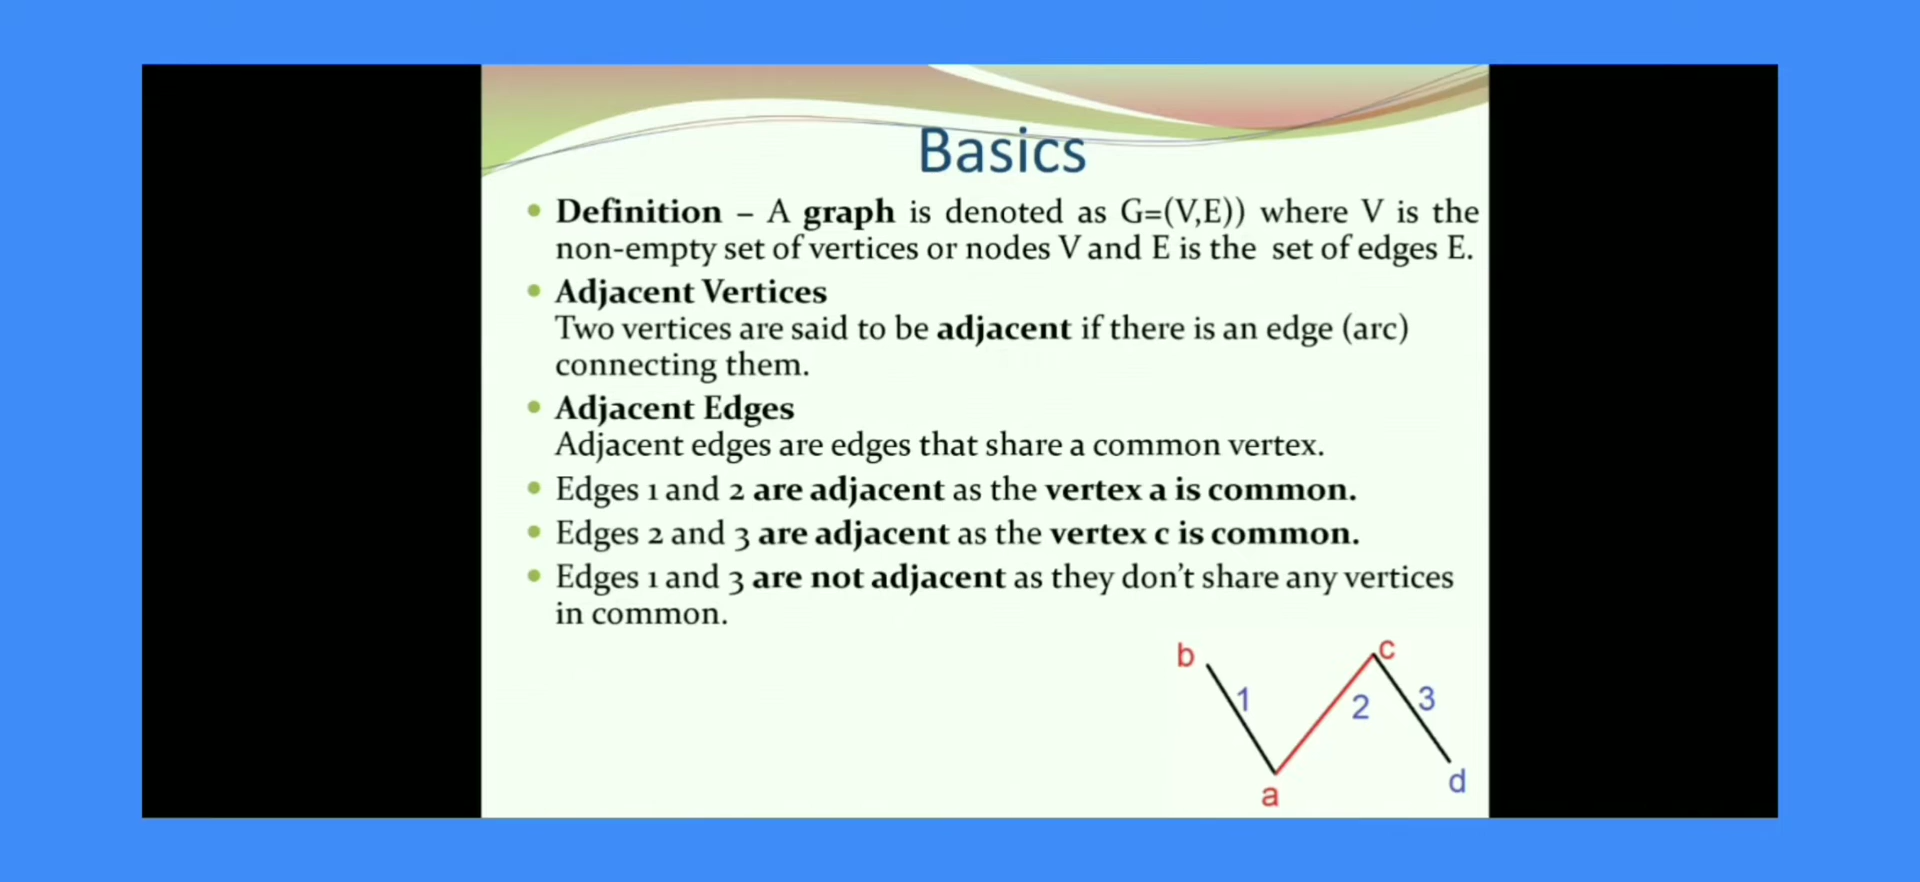 Basics
• Definition – A graph is denoted as G=(V,E)) where V is the
non-empty set of vertices or nodes V and E is the set of edges E.
• Adjacent Vertices
Two vertices are said to be adjacent if there is an edge (arc)
connecting them.
• Adjacent Edges
Adjacent edges are edges that share a common vertex.
• Edges 1 and 2 are adjacent as the vertex a is common.
• Edges 2 and 3 are adjacent as the vertex c is common.
• Edges 1 and 3 are not adjacent as they don't share any vertices
in common.
b
c
1
2
3
a
d